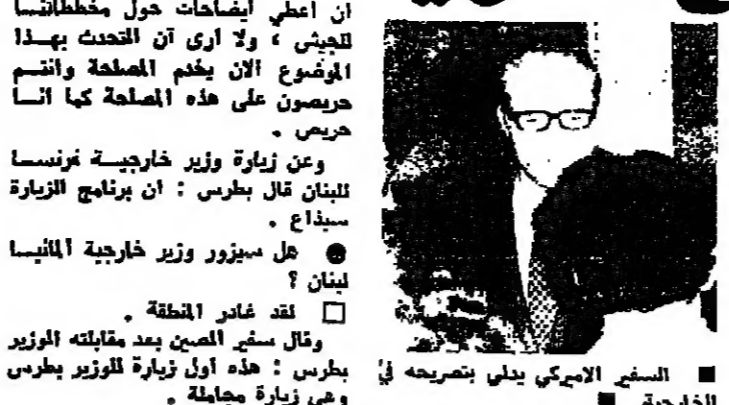 ان اعطي ايضاحات حول مخططاتنا
للجيش ، ولا ارى ان التحدث بهذا
الموضوع الان يخدم المصلحة وانتم
حريصون على هذه المصلحة كما انا
حريص .
وعن زيارة وزير خارجية فرنسا
للبنان قال بطرس : ان برنامج الزيارة
سيذاع .
● هل سيزور وزير خارجية ألمانيا
لبنان ؟
□ لقد غادر المنطقة .
وقال سفير الصين بعد مقابلته الوزير
بطرس : هذه أول زيارة للوزير بطرس
وهي زيارة مجاملة .
■ السفير الاميركي يدلي بتصريحه في
الخارجية ■